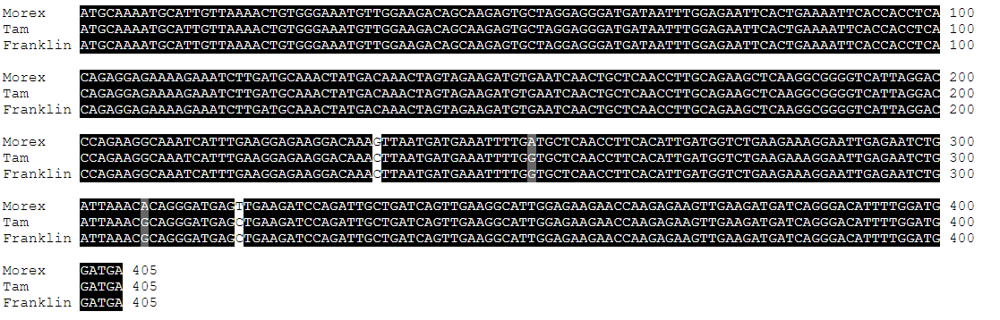 Morex ATGCAAAATGCATTGTTAAAACTGTGGGAAATGTTGGAAGACAGCAAGAGTGCTAGGAGGGATGATAATTTGGAGAATTCACTGAAAATTCACCACCTCA 100
Tam ATGCAAAATGCATTGTTAAAACTGTGGGAAATGTTGGAAGACAGCAAGAGTGCTAGGAGGGATGATAATTTGGAGAATTCACTGAAAATTCACCACCTCA 100
Franklin ATGCAAAATGCATTGTTAAAACTGTGGGAAATGTTGGAAGACAGCAAGAGTGCTAGGAGGGATGATAATTTGGAGAATTCACTGAAAATTCACCACCTCA 100
Morex CAGAGGAGAAAAGAAATCTTGATGCAAACTATGACAAACTAGTAGAAGATGTGAATCAACTGCTCAACCTTGCAGAAGCTCAAGGCGGGGTCATTAGGAC 200
Tam CAGAGGAGAAAAGAAATCTTGATGCAAACTATGACAAACTAGTAGAAGATGTGAATCAACTGCTCAACCTTGCAGAAGCTCAAGGCGGGGTCATTAGGAC 200
Franklin CAGAGGAGAAAAGAAATCTTGATGCAAACTATGACAAACTAGTAGAAGATGTGAATCAACTGCTCAACCTTGCAGAAGCTCAAGGCGGGGTCATTAGGAC 200
Morex CCAGAAGGCAAATCATTTGAAGGAGAAGGACAAAGTTAATGATGAAATTTTTGATGCTCAACCTTCACATTGATGGTCTGAAGAAAGGAATTGAGAATCTG 300
Tam CCAGAAGGCAAATCATTTGAAGGAGAAGGACAAACTTAATGATGAAATTTTGGTGCTCAACCTTCACATTGATGGTCTGAAGAAAGGAATTGAGAATCTG 300
Franklin CCAGAAGGCAAATCATTTGAAGGAGAAGGACAAACTTAATGATGAAATTTTGGTGCTCAACCTTCACATTGATGGTCTGAAGAAAGGAATTGAGAATCTG 300
Morex ATTAAACACAGGGATGAGTTGAAGATCCAGATTGCTGATCAGTTGAAGGCATTGGAGAAGAACCAAGAGAAGTTGAAGATGATCAGGGACATTTTGGATG 400
Tam ATTAAACGCAGGGATGAGCTGAAGATCCAGATTGCTGATCAGTTGAAGGCATTGGAGAAGAACCAAGAGAAGTTGAAGATGATCAGGGACATTTTGGATG 400
Franklin ATTAAACGCAGGGATGAGCTGAAGATCCAGATTGCTGATCAGTTGAAGGCATTGGAGAAGAACCAAGAGAAGTTGAAGATGATCAGGGACATTTTGGATG 400
Morex GATGA 405
Tam GATGA 405
Franklin GATGA 405